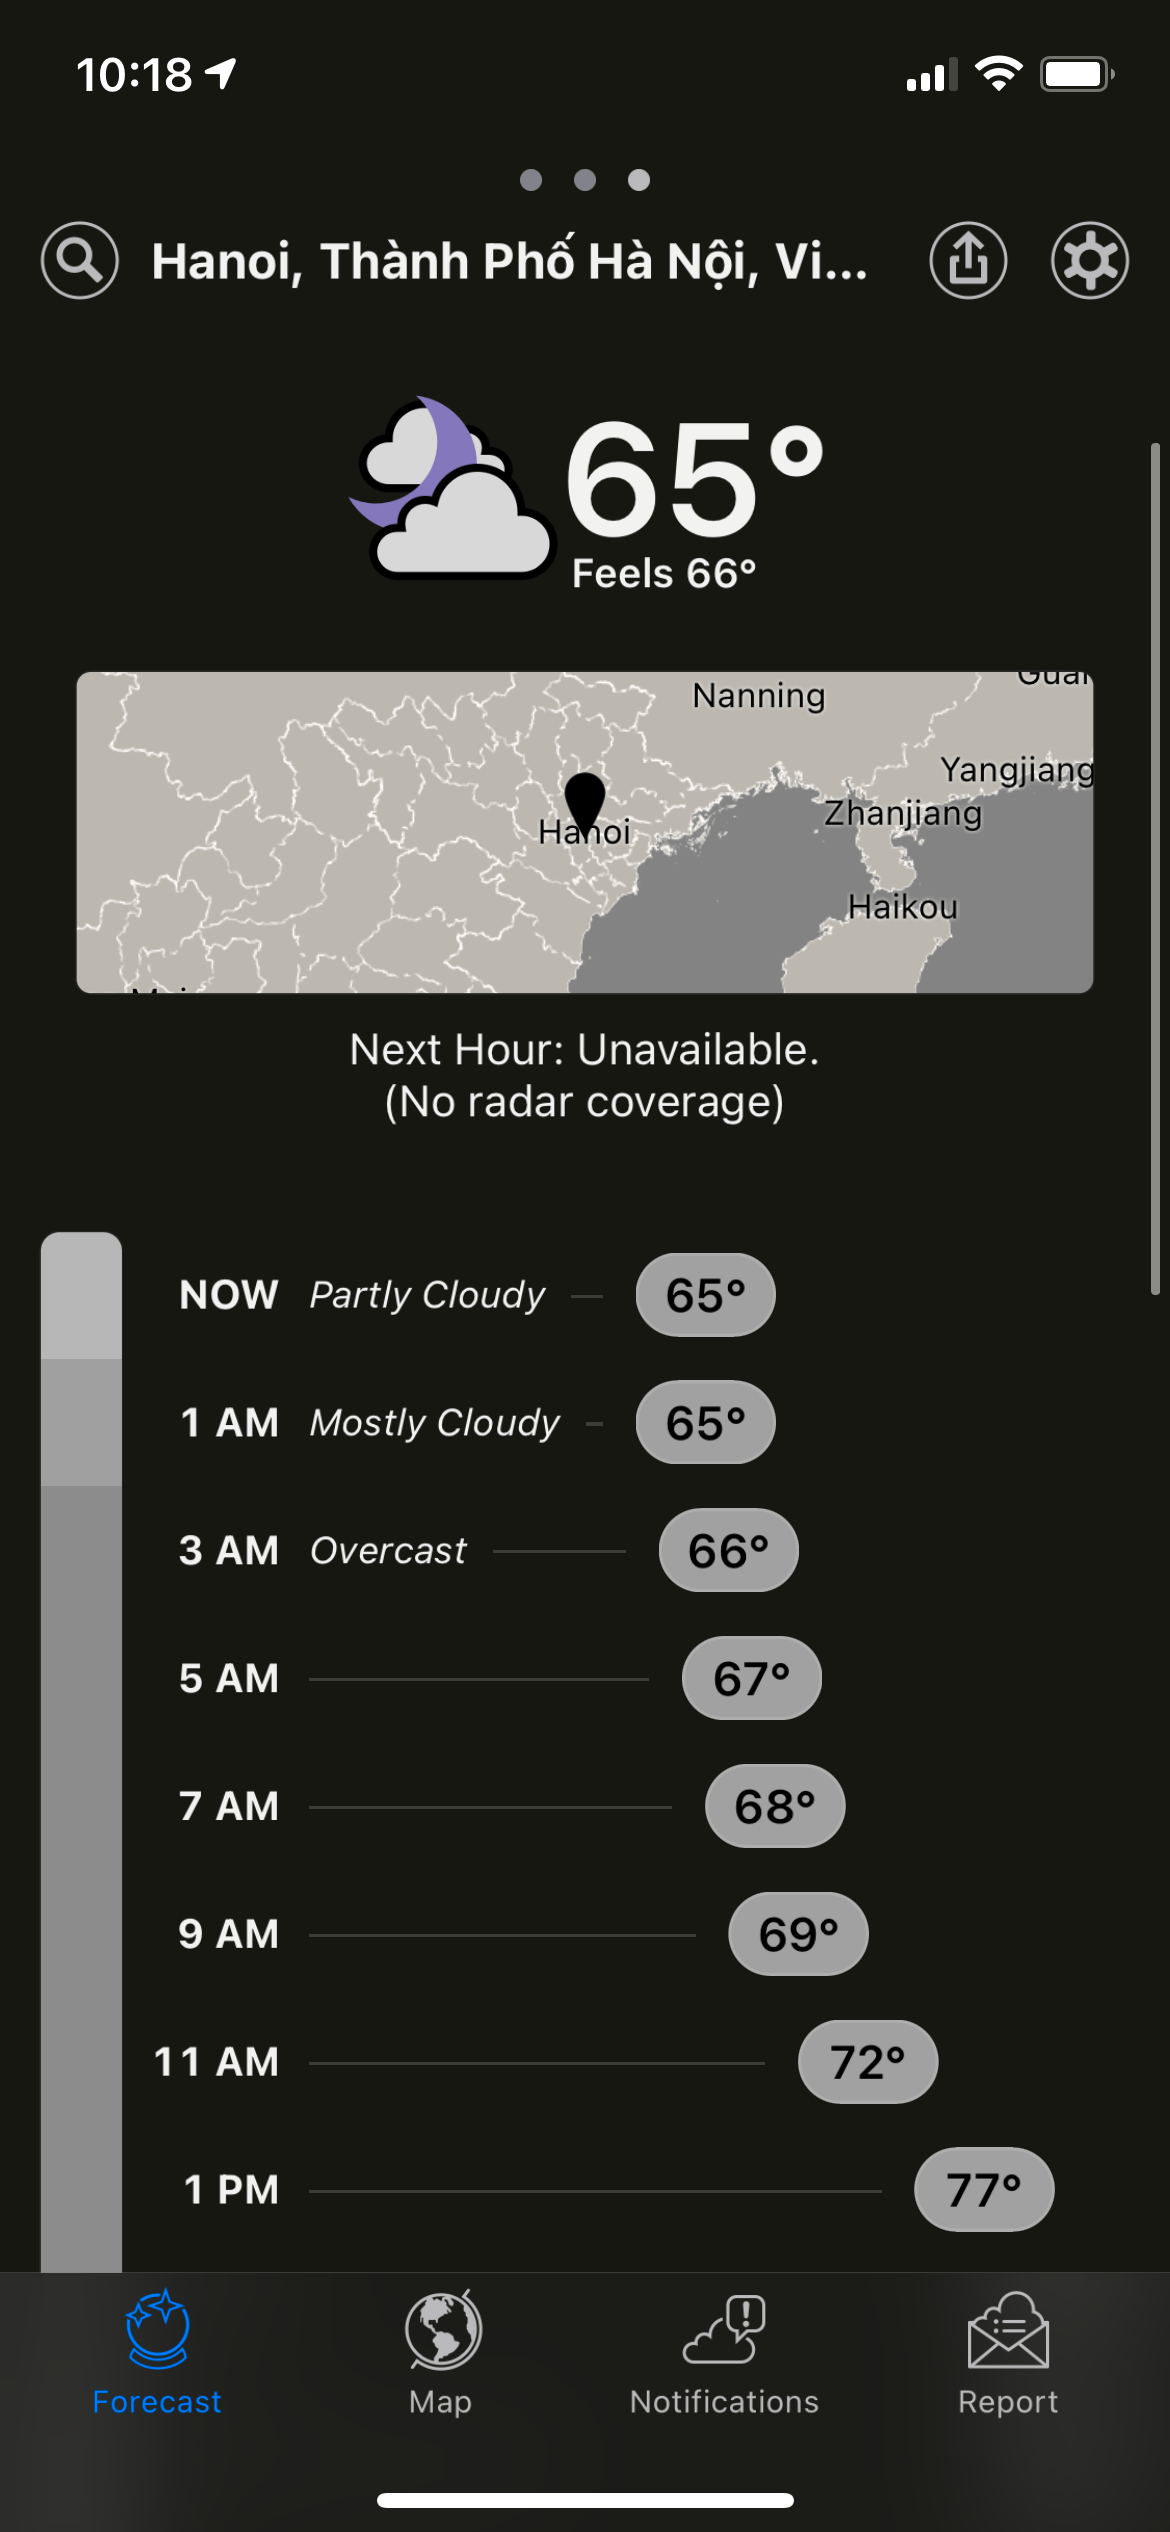 10:18
Hanoi, Thành Phố Hà Nội, Vi...
65°
Feels 66°
Nanning
Yangjiang
Zhanjiang
Hanoi
Haikou
Next Hour: Unavailable.
(No radar coverage)
NOW Partly Cloudy 65°
1 AM Mostly Cloudy 65°
3 AM Overcast 66°
5 AM 67°
7 AM 68°
9 AM 69°
11 AM 72°
1 PM 77°
Forecast Map Notifications Report